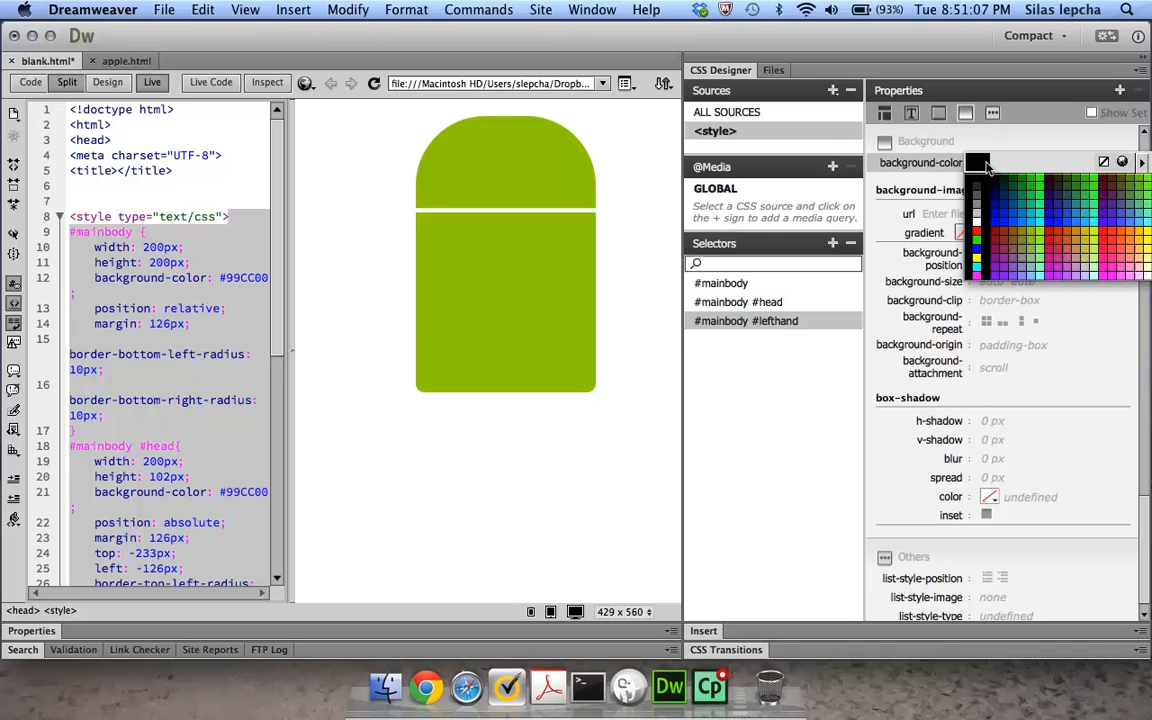 Dreamweaver File Edit View Insert Modify Format Commands Site Window Help (93%) Tue 8:51:07 PM Silas lepcha
Dw Compact
blank.html* apple.html
Code Split Design Live Live Code Inspect file:///Macintosh HD/Users/slepcha/Dropb...
1 <!doctype html>
2 <html>
3 <head>
4 <meta charset="UTF-8">
5 <title></title>
6
7
8 <style type="text/css">
9 #mainbody {
10 width: 200px;
11 height: 200px;
12 background-color: #99CC00
;
13 position: relative;
14 margin: 126px;
15
border-bottom-left-radius:
10px;
16
border-bottom-right-radius:
10px;
17 }
18 #mainbody #head{
19 width: 200px;
20 height: 102px;
21 background-color: #99CC00
;
22 position: absolute;
23 margin: 126px;
24 top: -233px;
25 left: -126px;
26 border-top-left-radius:
<head> <style>
429 x 560
CSS Designer Files
Sources
ALL SOURCES
<style>
@Media
GLOBAL
Select a CSS source and click on
the + sign to add a media query.
Selectors
#mainbody
#mainbody #head
#mainbody #lefthand
Properties
Show Set
Background
background-color
background-imag
url Enter file
gradient
background-
position
background-size : auto auto
background-clip : border-box
background-
repeat :
background-origin : padding-box
background-
attachment : scroll
box-shadow
h-shadow : 0 px
v-shadow : 0 px
blur : 0 px
spread : 0 px
color : undefined
inset :
Others
list-style-position :
list-style-image : none
list-style-type : undefined
Properties
Insert
Search Validation Link Checker Site Reports FTP Log
CSS Transitions
Dw Cp